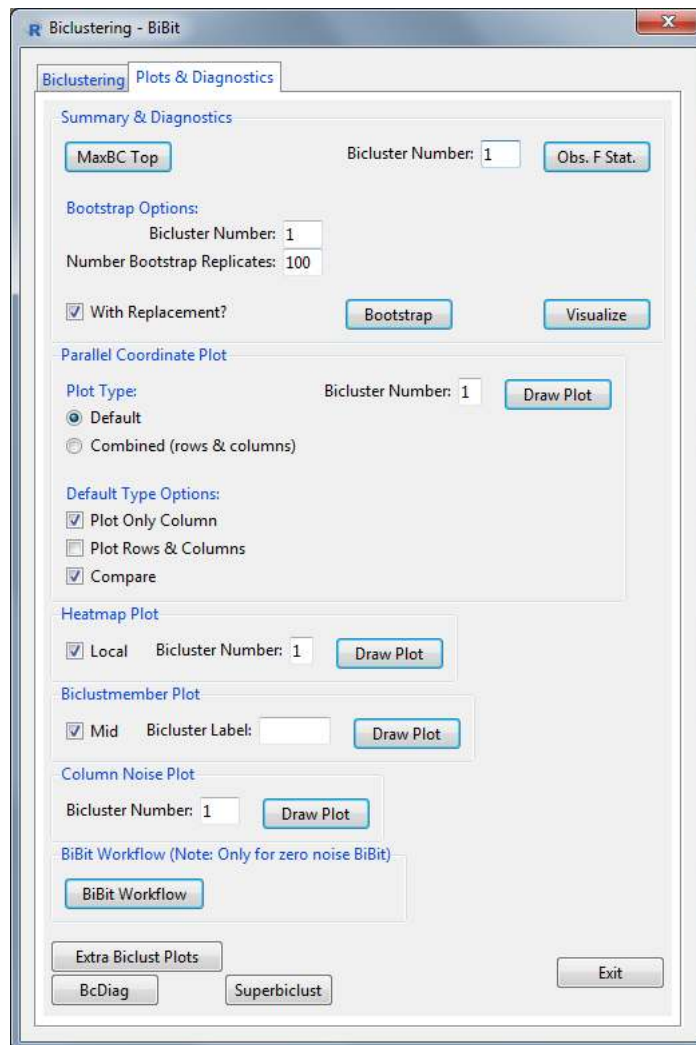 R Biclustering - BiBit
x
Biclustering Plots & Diagnostics
Summary & Diagnostics
MaxBC Top Bicluster Number: 1 Obs. F Stat.
Bootstrap Options:
Bicluster Number: 1
Number Bootstrap Replicates: 100
With Replacement? Bootstrap Visualize
Parallel Coordinate Plot
Plot Type: Bicluster Number: 1 Draw Plot
Default
Combined (rows & columns)
Default Type Options:
Plot Only Column
Plot Rows & Columns
Compare
Heatmap Plot
Local Bicluster Number: 1 Draw Plot
Biclustmember Plot
Mid Bicluster Label: Draw Plot
Column Noise Plot
Bicluster Number: 1 Draw Plot
BiBit Workflow (Note: Only for zero noise BiBit)
BiBit Workflow
Extra Biclust Plots
Exit
BcDiag Superbiclust